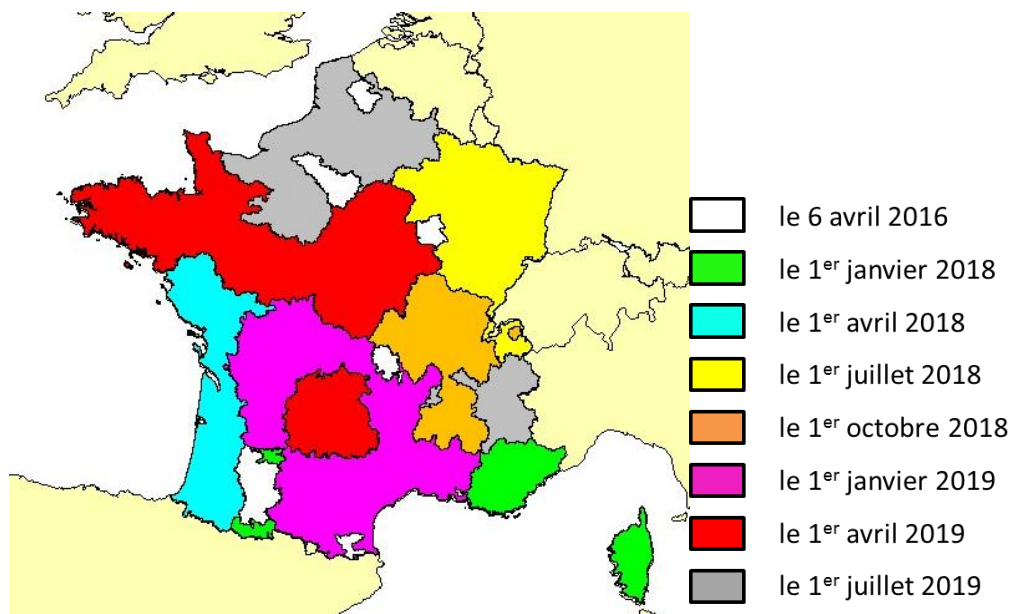 le 6 avril 2016
le 1er janvier 2018
le 1er avril 2018
le 1er juillet 2018
le 1er octobre 2018
le 1er janvier 2019
le 1er avril 2019
le 1er juillet 2019